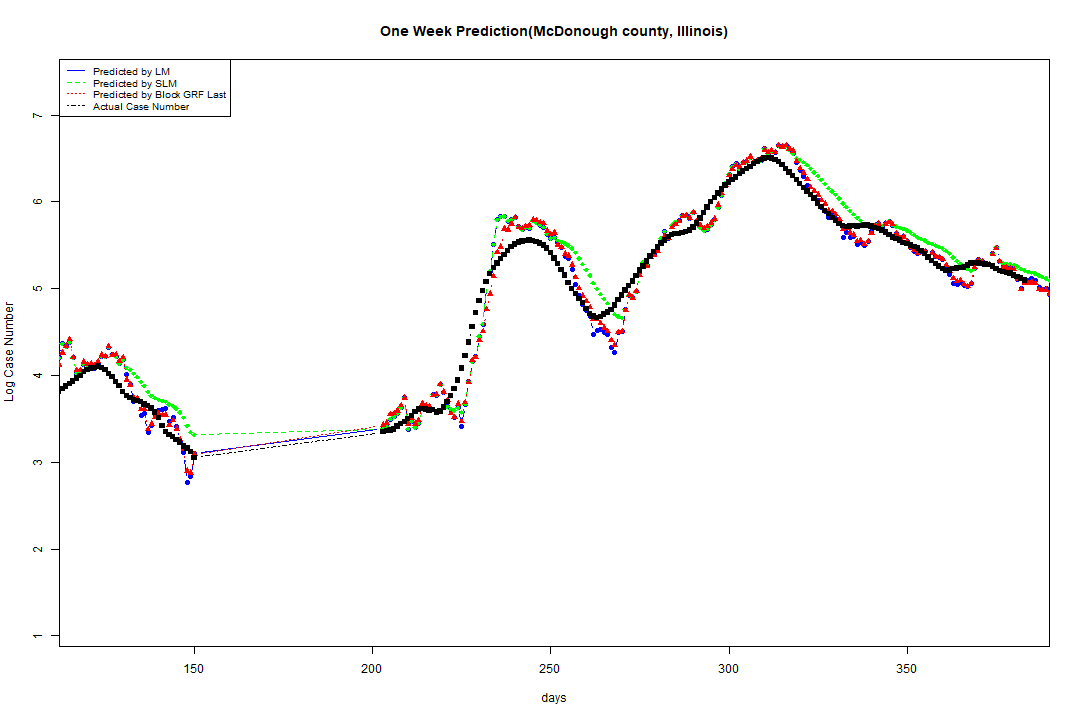 One Week Prediction(McDonough county, Illinois)
Predicted by LM
Predicted by SLM
Predicted by Block GRF Last
Actual Case Number
7
6
5
4
3
2
1
Log Case Number
150 200 250 300 350
days